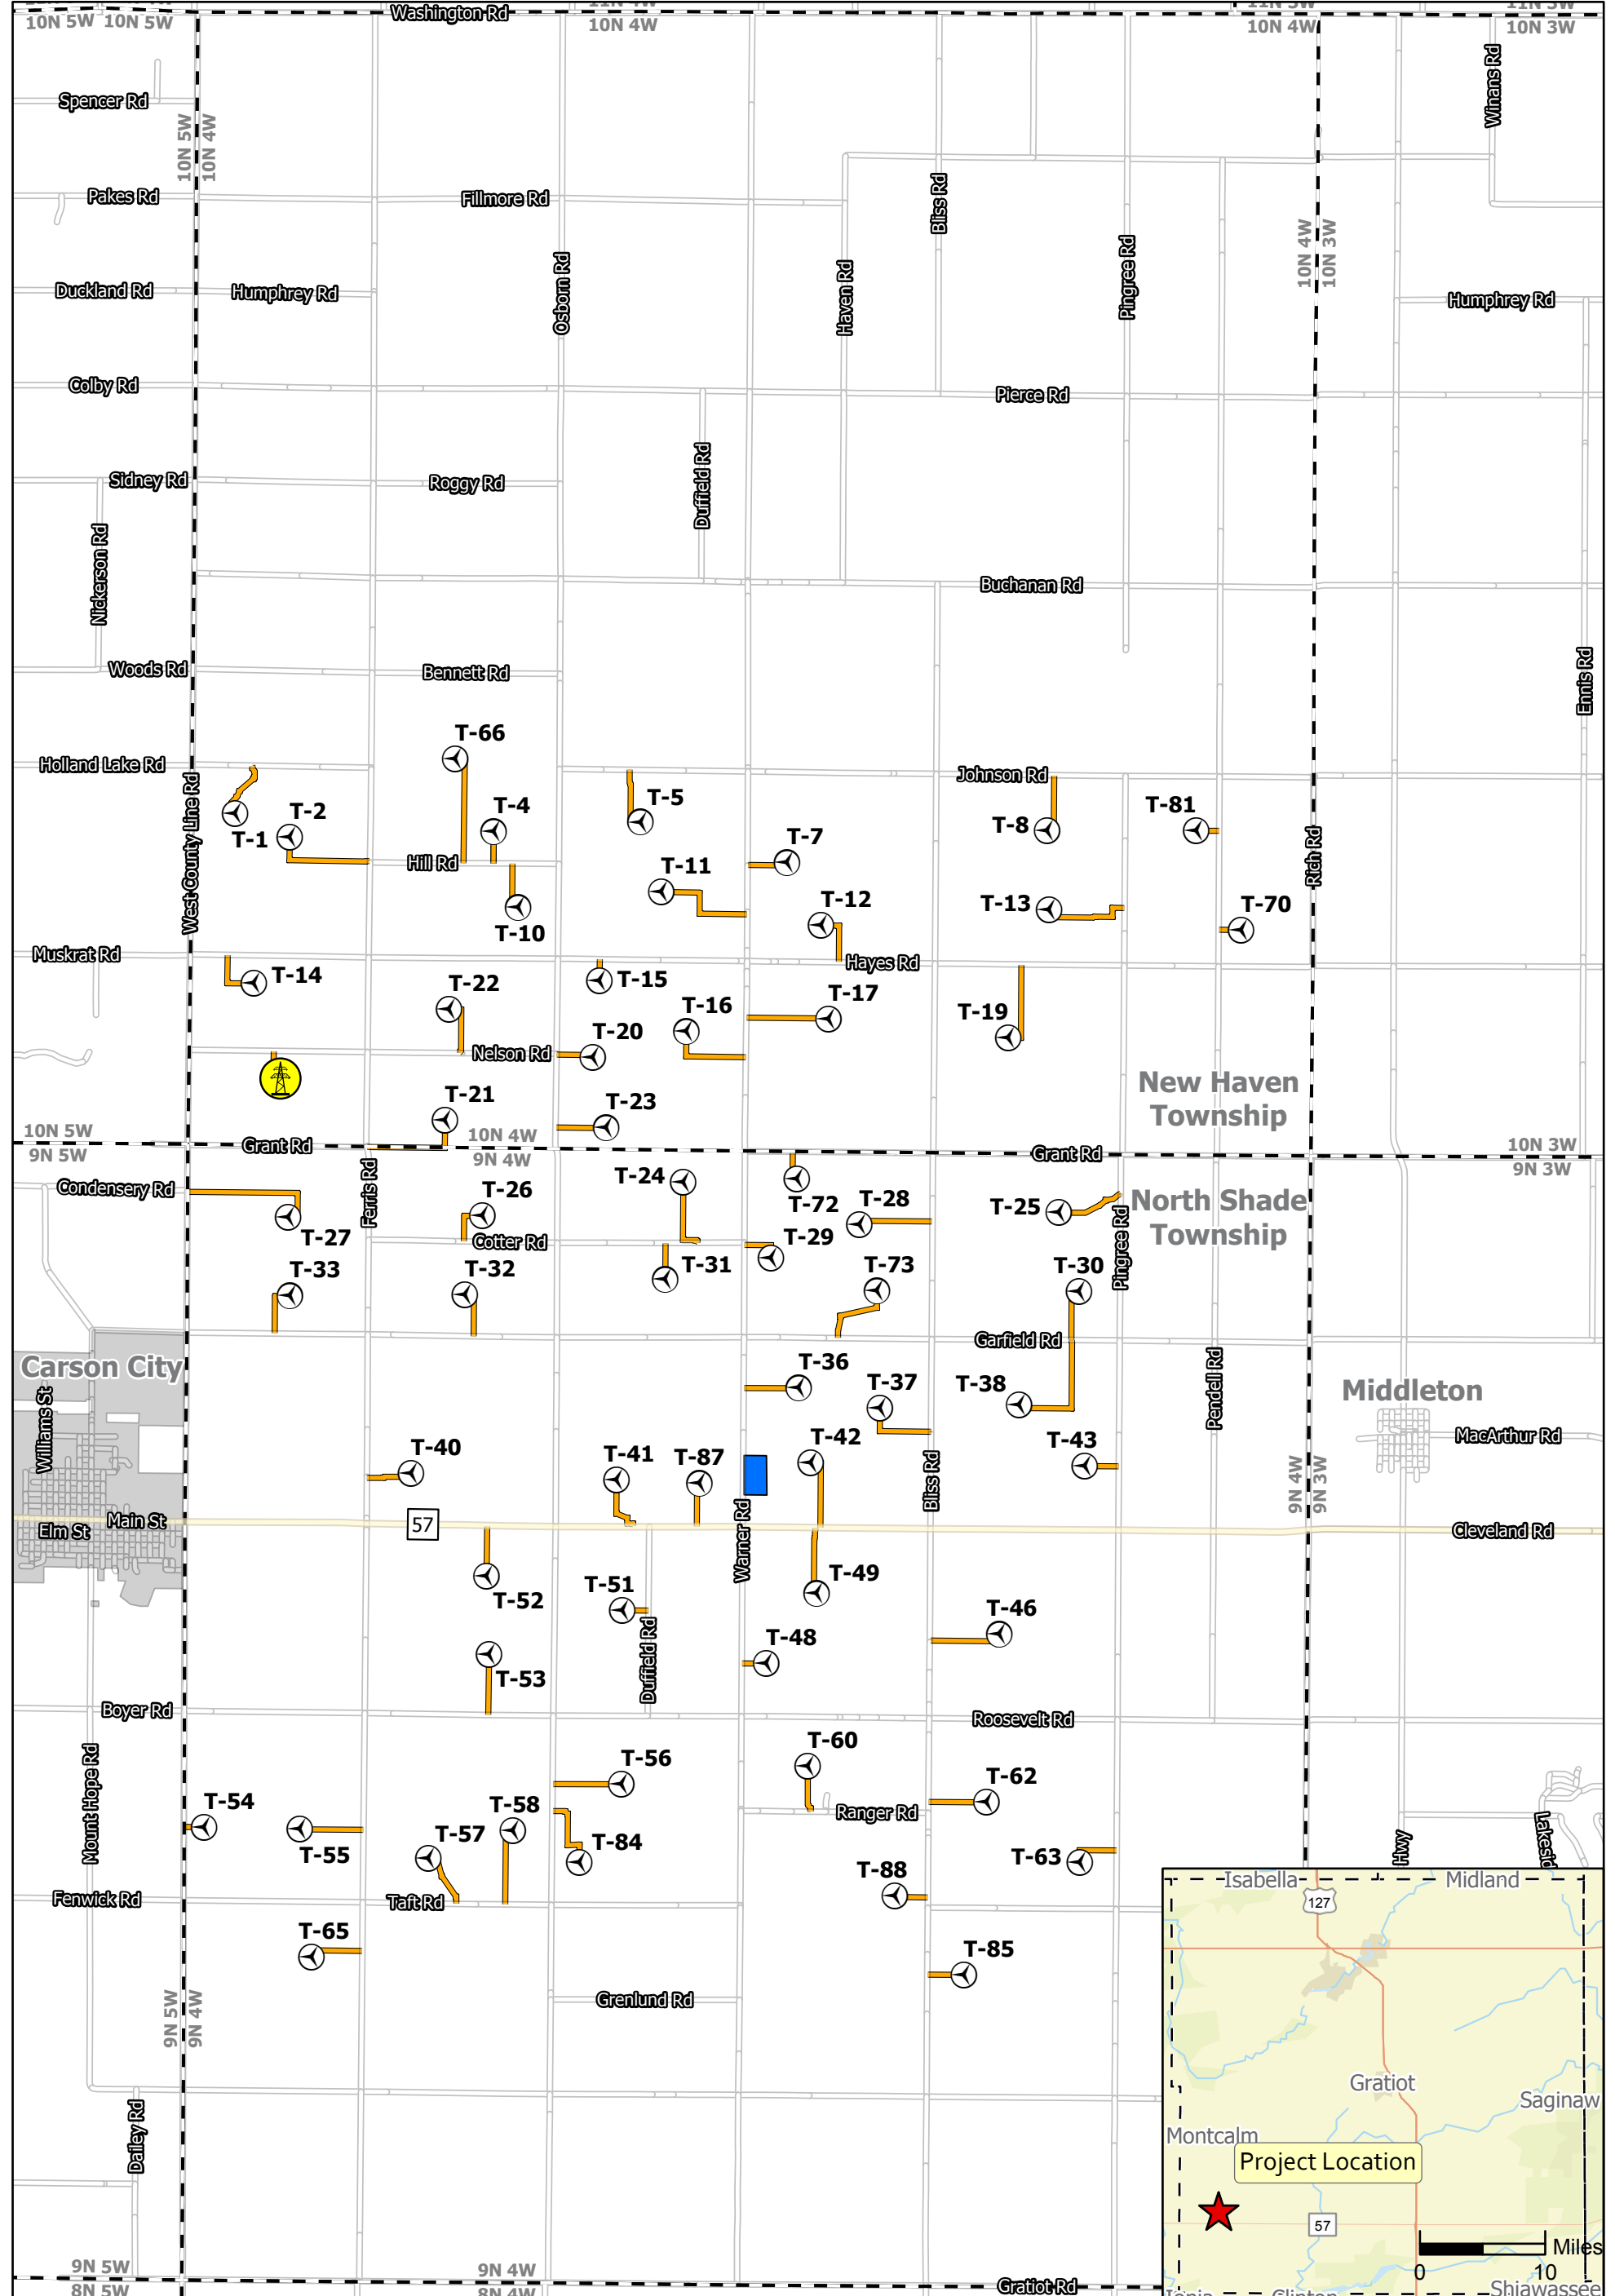 Washington Rd
11N 4W
11N 3W
11N 3W
10N 5W
10N 5W
10N 4W
10N 4W
10N 3W
Spencer Rd
Winans Rd
10N 5W
10N 4W
Pakes Rd
Fillmore Rd
Bliss Rd
10N 4W
10N 3W
Duckland Rd
Humphrey Rd
Osborn Rd
Haven Rd
Pingree Rd
Humphrey Rd
Colby Rd
Pierce Rd
Sidney Rd
Roggy Rd
Duffield Rd
Nickerson Rd
Buchanan Rd
Woods Rd
Bennett Rd
Ennis Rd
T-66
Holland Lake Rd
Johnson Rd
West County Line Rd
T-1
T-2
T-4
T-5
T-8
T-81
Rich Rd
Hill Rd
T-7
T-11
T-10
T-12
T-13
T-70
Muskrat Rd
Hayes Rd
T-14
T-22
T-15
T-16
T-17
T-19
Nelson Rd
T-20
New Haven
Township
T-21
T-23
10N 5W
9N 5W
Grant Rd
10N 4W
9N 4W
Grant Rd
10N 3W
9N 3W
Condensery Rd
Ferris Rd
T-24
T-72
T-28
T-25
North Shade
Township
T-27
T-26
Cotter Rd
T-29
Pingree Rd
T-33
T-32
T-31
T-73
T-30
Garfield Rd
Carson City
T-36
T-37
T-38
Pendell Rd
Middleton
Williams St
MacArthur Rd
T-40
T-41
T-87
T-42
T-43
Bliss Rd
9N 4W
9N 3W
Main St
Elm St
57
Warner Rd
Cleveland Rd
T-52
T-51
T-49
T-46
Duffield Rd
T-48
T-53
Boyer Rd
Roosevelt Rd
Mount Hope Rd
T-60
T-56
T-54
T-55
T-57
T-58
T-84
Ranger Rd
T-62
Hwy
Lakesid
T-63
T-88
Fenwick Rd
Taft Rd
T-65
T-85
9N 5W
9N 4W
Grenlund Rd
Dailey Rd
9N 5W
8N 5W
9N 4W
8N 4W
Gratiot Rd
Isabella
Midland
127
Gratiot
Saginaw
Montcalm
Project Location
57
Miles
0
10
Ionia
Clinton
Shiawassee